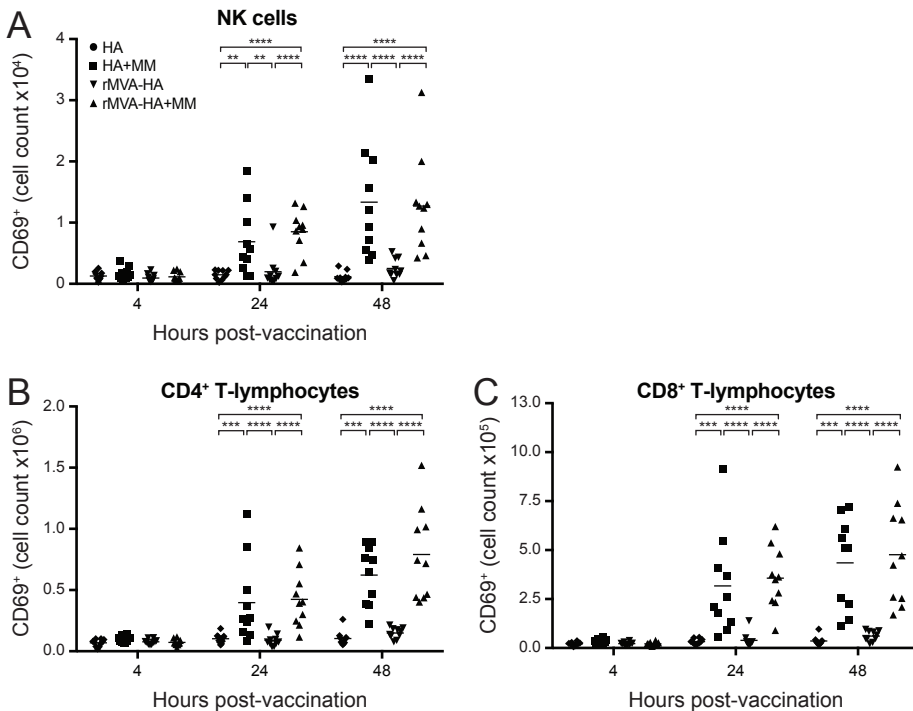 A
NK cells
HA
HA+MM
rMVA-HA
rMVA-HA+MM
**** ****
** ** **** **** **** ****
CD69⁺ (cell count x10⁴)
4
3
2
1
0
4 24 48
Hours post-vaccination
B
CD4⁺ T-lymphocytes
**** ****
*** **** **** *** **** ****
CD69⁺ (cell count x10⁶)
2.0
1.5
1.0
0.5
0.0
4 24 48
Hours post-vaccination
C
CD8⁺ T-lymphocytes
**** ****
*** **** **** *** **** ****
CD69⁺ (cell count x10⁵)
13.0
10.0
7.5
5.0
2.5
0.0
4 24 48
Hours post-vaccination